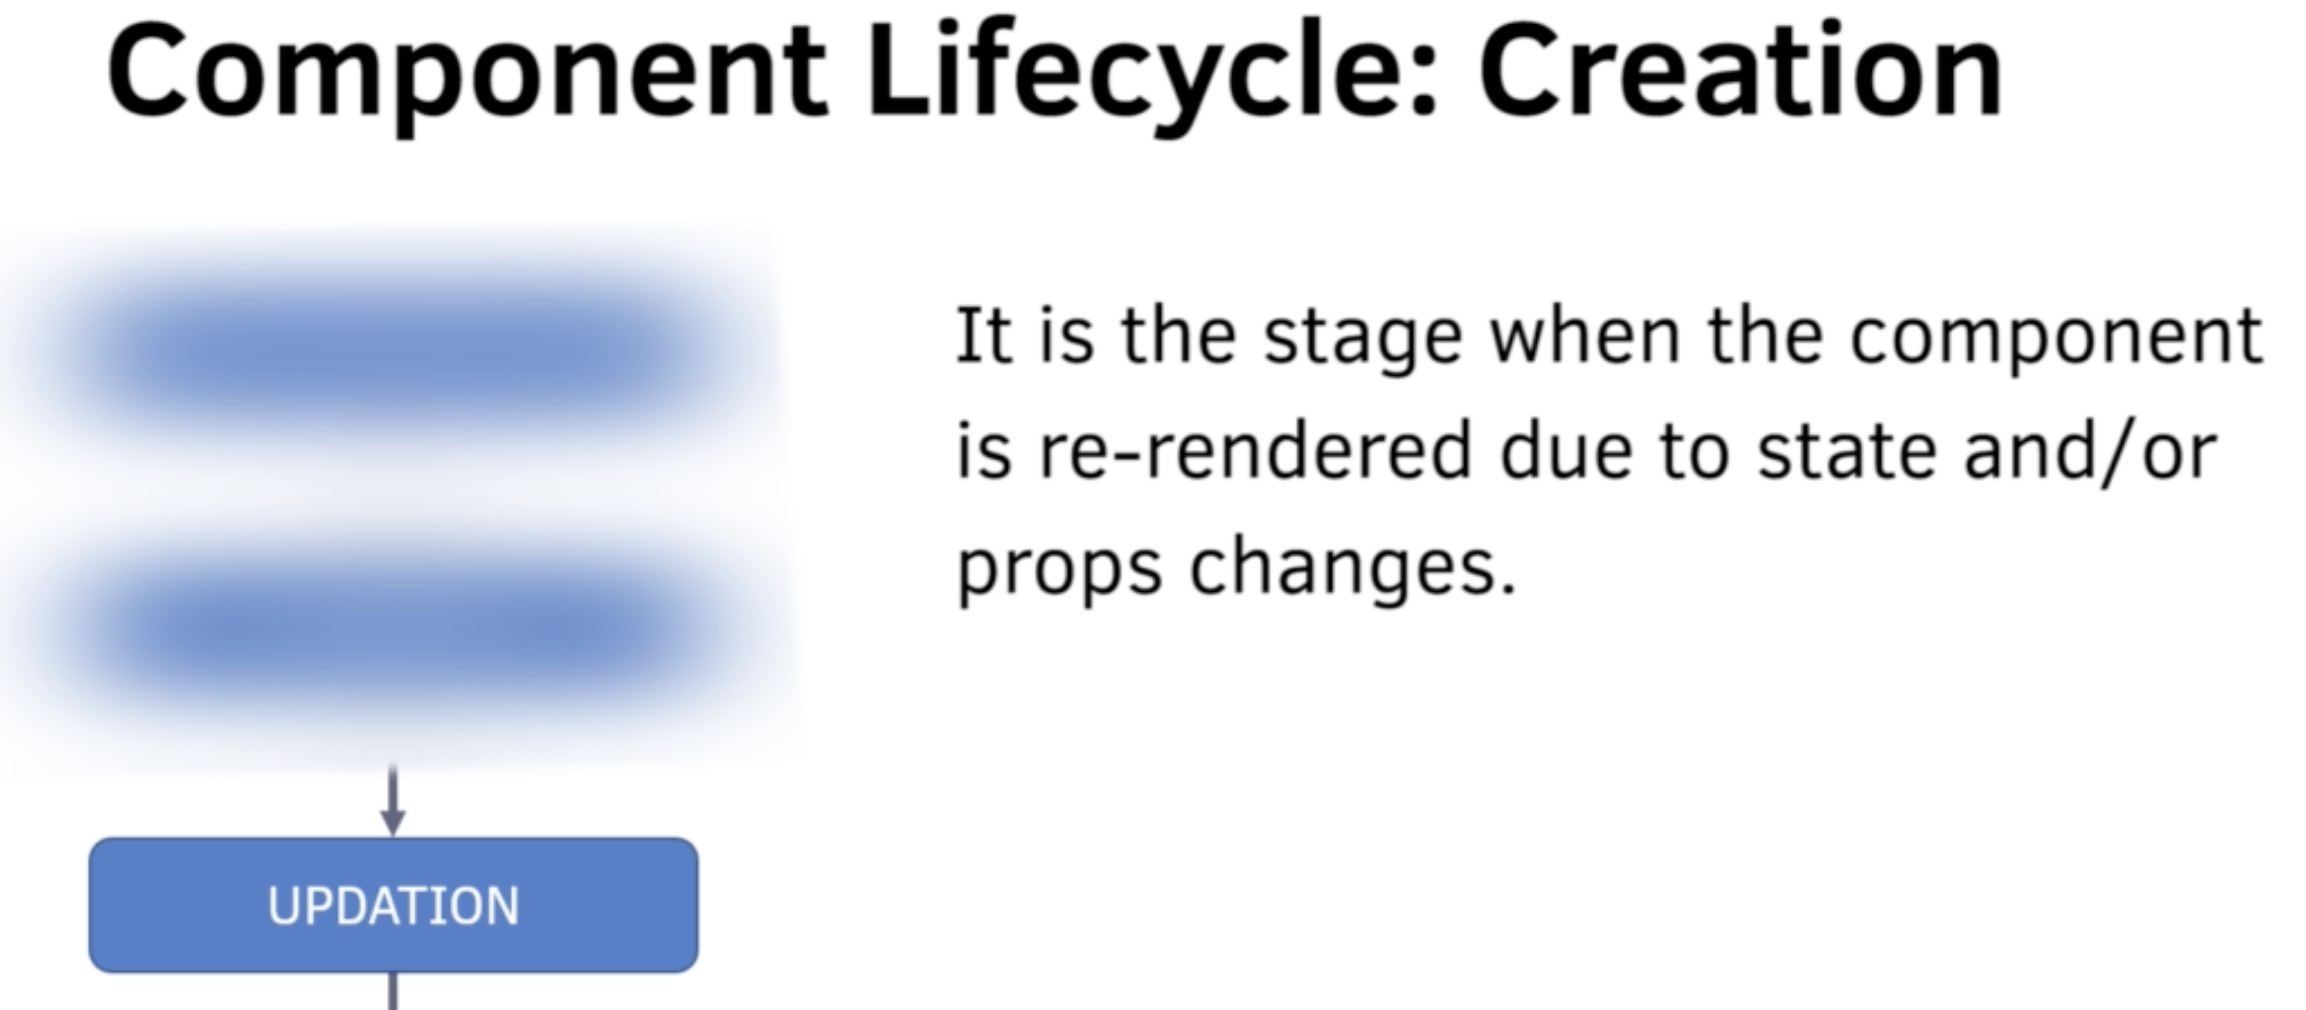 Component Lifecycle: Creation
It is the stage when the component
is re-rendered due to state and/or
props changes.
UPDATION